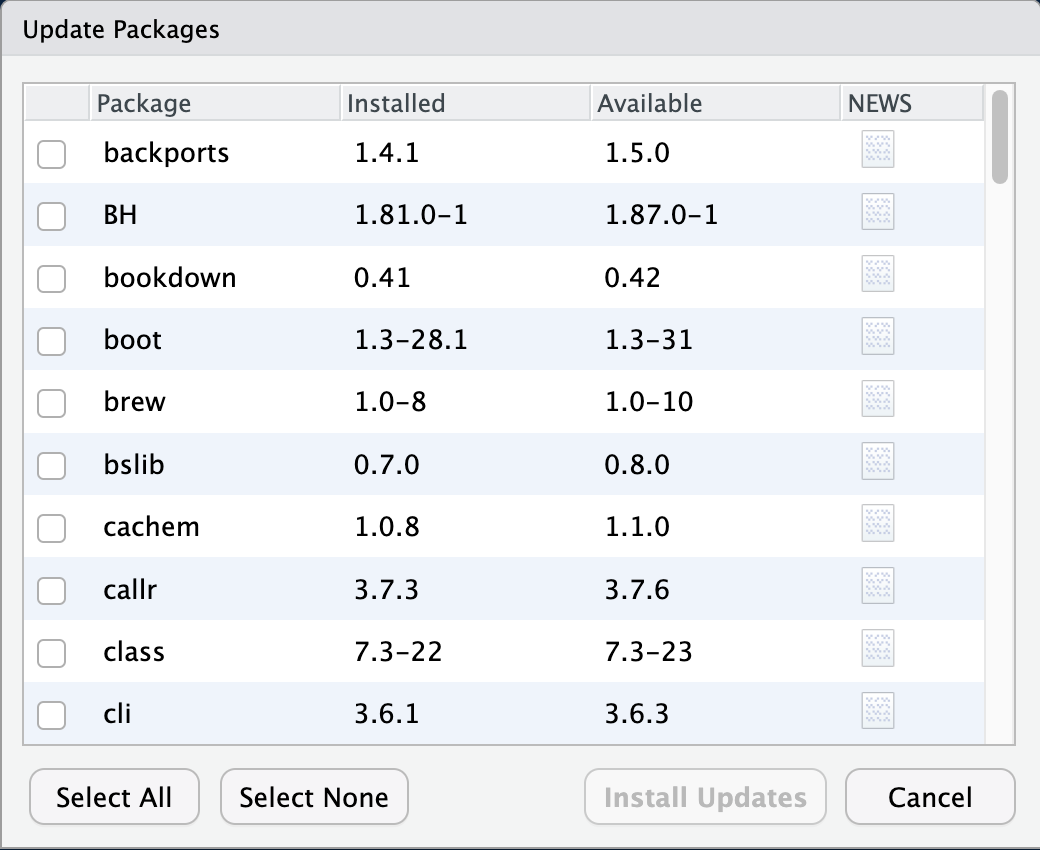 Update Packages
Package Installed Available NEWS
backports 1.4.1 1.5.0
BH 1.81.0-1 1.87.0-1
bookdown 0.41 0.42
boot 1.3-28.1 1.3-31
brew 1.0-8 1.0-10
bslib 0.7.0 0.8.0
cachem 1.0.8 1.1.0
callr 3.7.3 3.7.6
class 7.3-22 7.3-23
cli 3.6.1 3.6.3
Select All Select None Install Updates Cancel